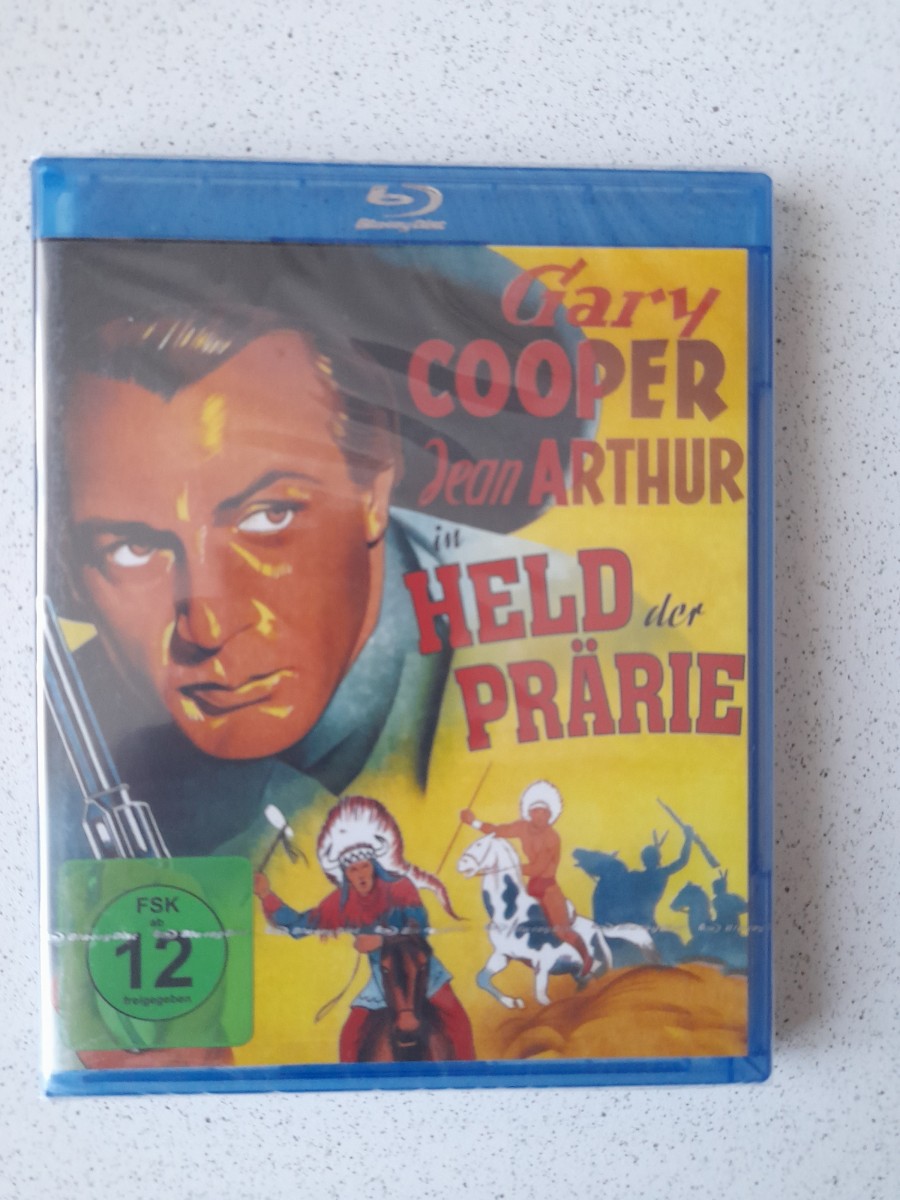 Blu-ray Disc
Gary
COOPER
Jean ARTHUR
in
HELD der
PRÄRIE
FSK
ab
12
freigegeben